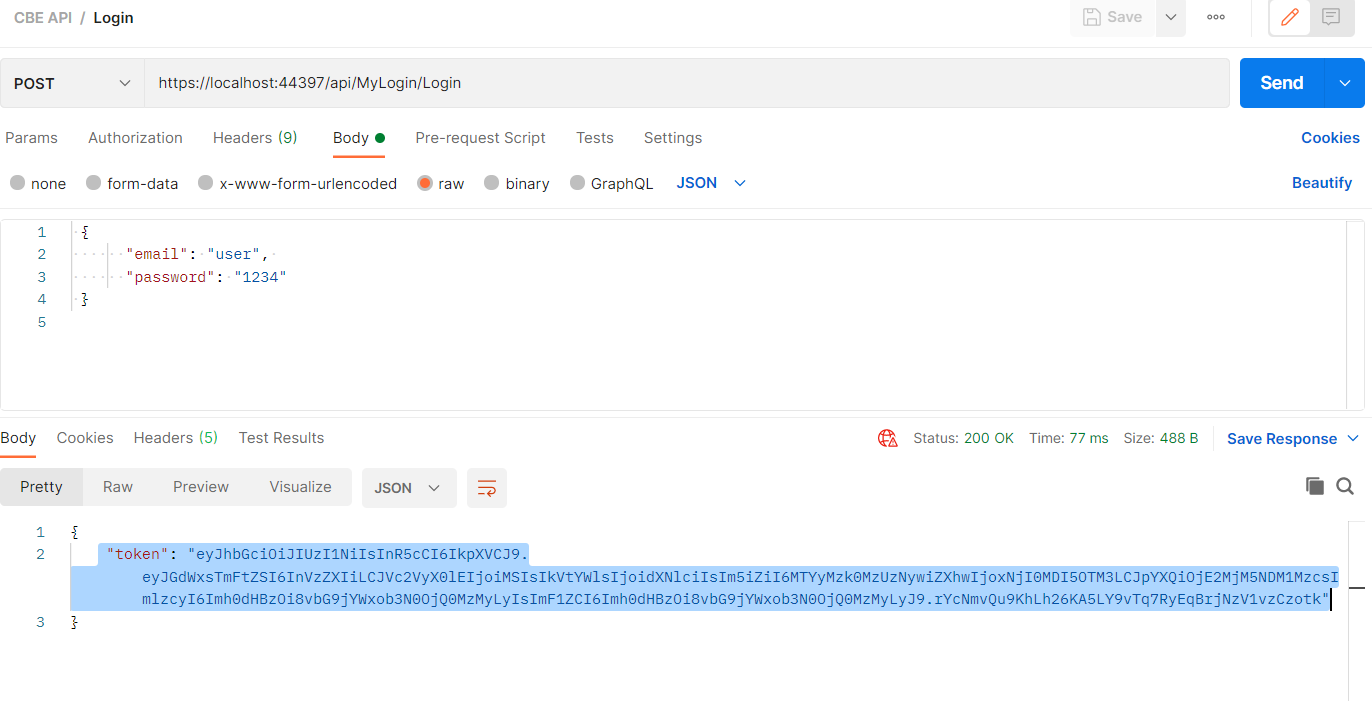 CBE API / Login
Save
POST
https://localhost:44397/api/MyLogin/Login
Send
Params Authorization Headers (9) Body Pre-request Script Tests Settings Cookies
none form-data x-www-form-urlencoded raw binary GraphQL JSON Beautify
1 {
2 "email": "user",
3 "password": "1234"
4 }
5
Body Cookies Headers (5) Test Results Status: 200 OK Time: 77 ms Size: 488 B Save Response
Pretty Raw Preview Visualize JSON
1 {
2 "token": "eyJhbGciOiJIUzI1NiIsInR5cCI6IkpXVCJ9.
eyJGdWxsTmFtZSI6InVzZXIiLCJVc2VyX0lEIjoiMSIsIkVtYWlsIjoidXNlciIsIm5iZiI6MTYyMzk0MzUzNywiZXhwIjoxNjI0MDI5OTM3LCJpYXQiOjE2MjM5NDM1MzcsI
mlzcyI6Imh0dHBzOi8vbG9jYWxob3N0OjQ0MzMyLyIsImF1ZCI6Imh0dHBzOi8vbG9jYWxob3N0OjQ0MzMyLyJ9.rYcNmvQu9KhLh26KA5LY9vTq7RyEqBrjNzV1vzCzotk"
3 }